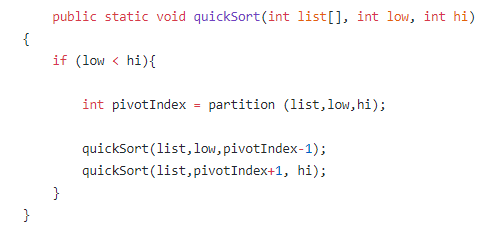 public static void quickSort(int list[], int low, int hi)
{
if (low < hi){
int pivotIndex = partition (list,low,hi);
quickSort(list,low,pivotIndex-1);
quickSort(list,pivotIndex+1, hi);
}
}